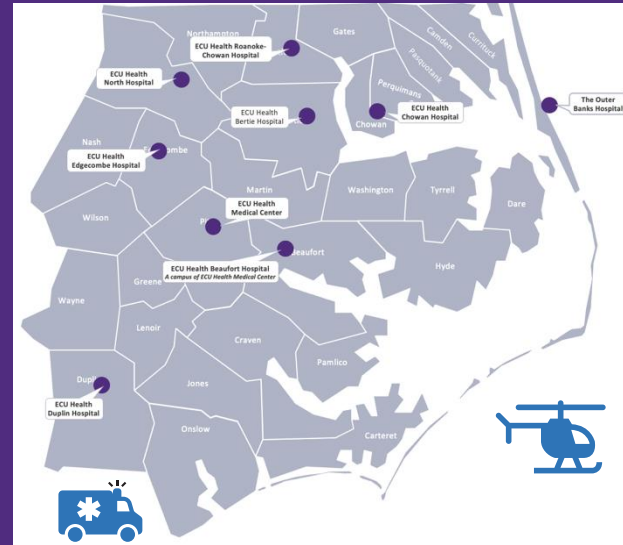 Northampton
Gates
Camden
Currituck
Pasquotank
Perquimans
ECU Health Roanoke-
Chowan Hospital
ECU Health
North Hospital
ECU Health
Bertie Hospital
ECU Health
Chowan Hospital
Chowan
The Outer
Banks Hospital
Nash
ECU Health
Edgecombe Hospital
Martin
Washington
Tyrrell
Dare
Wilson
ECU Health
Medical Center
Beaufort
Hyde
ECU Health Beaufort Hospital
A campus of ECU Health Medical Center
Greene
Wayne
Lenoir
Craven
Pamlico
Jones
ECU Health
Duplin Hospital
Onslow
Carteret